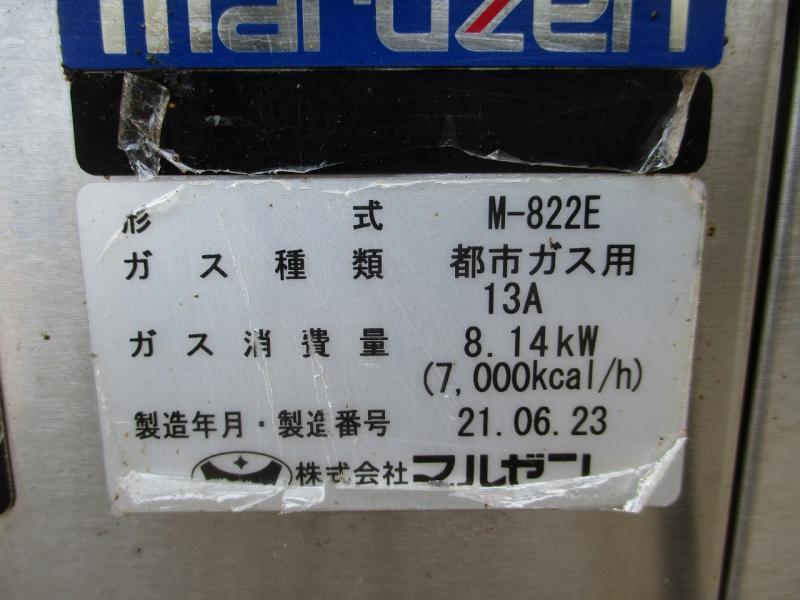 maruzen
形式 M-822E
ガス種類 都市ガス用
13A
ガス消費量 8.14kW
(7,000kcal/h)
製造年月・製造番号 21.06.23
株式会社 マルゼン